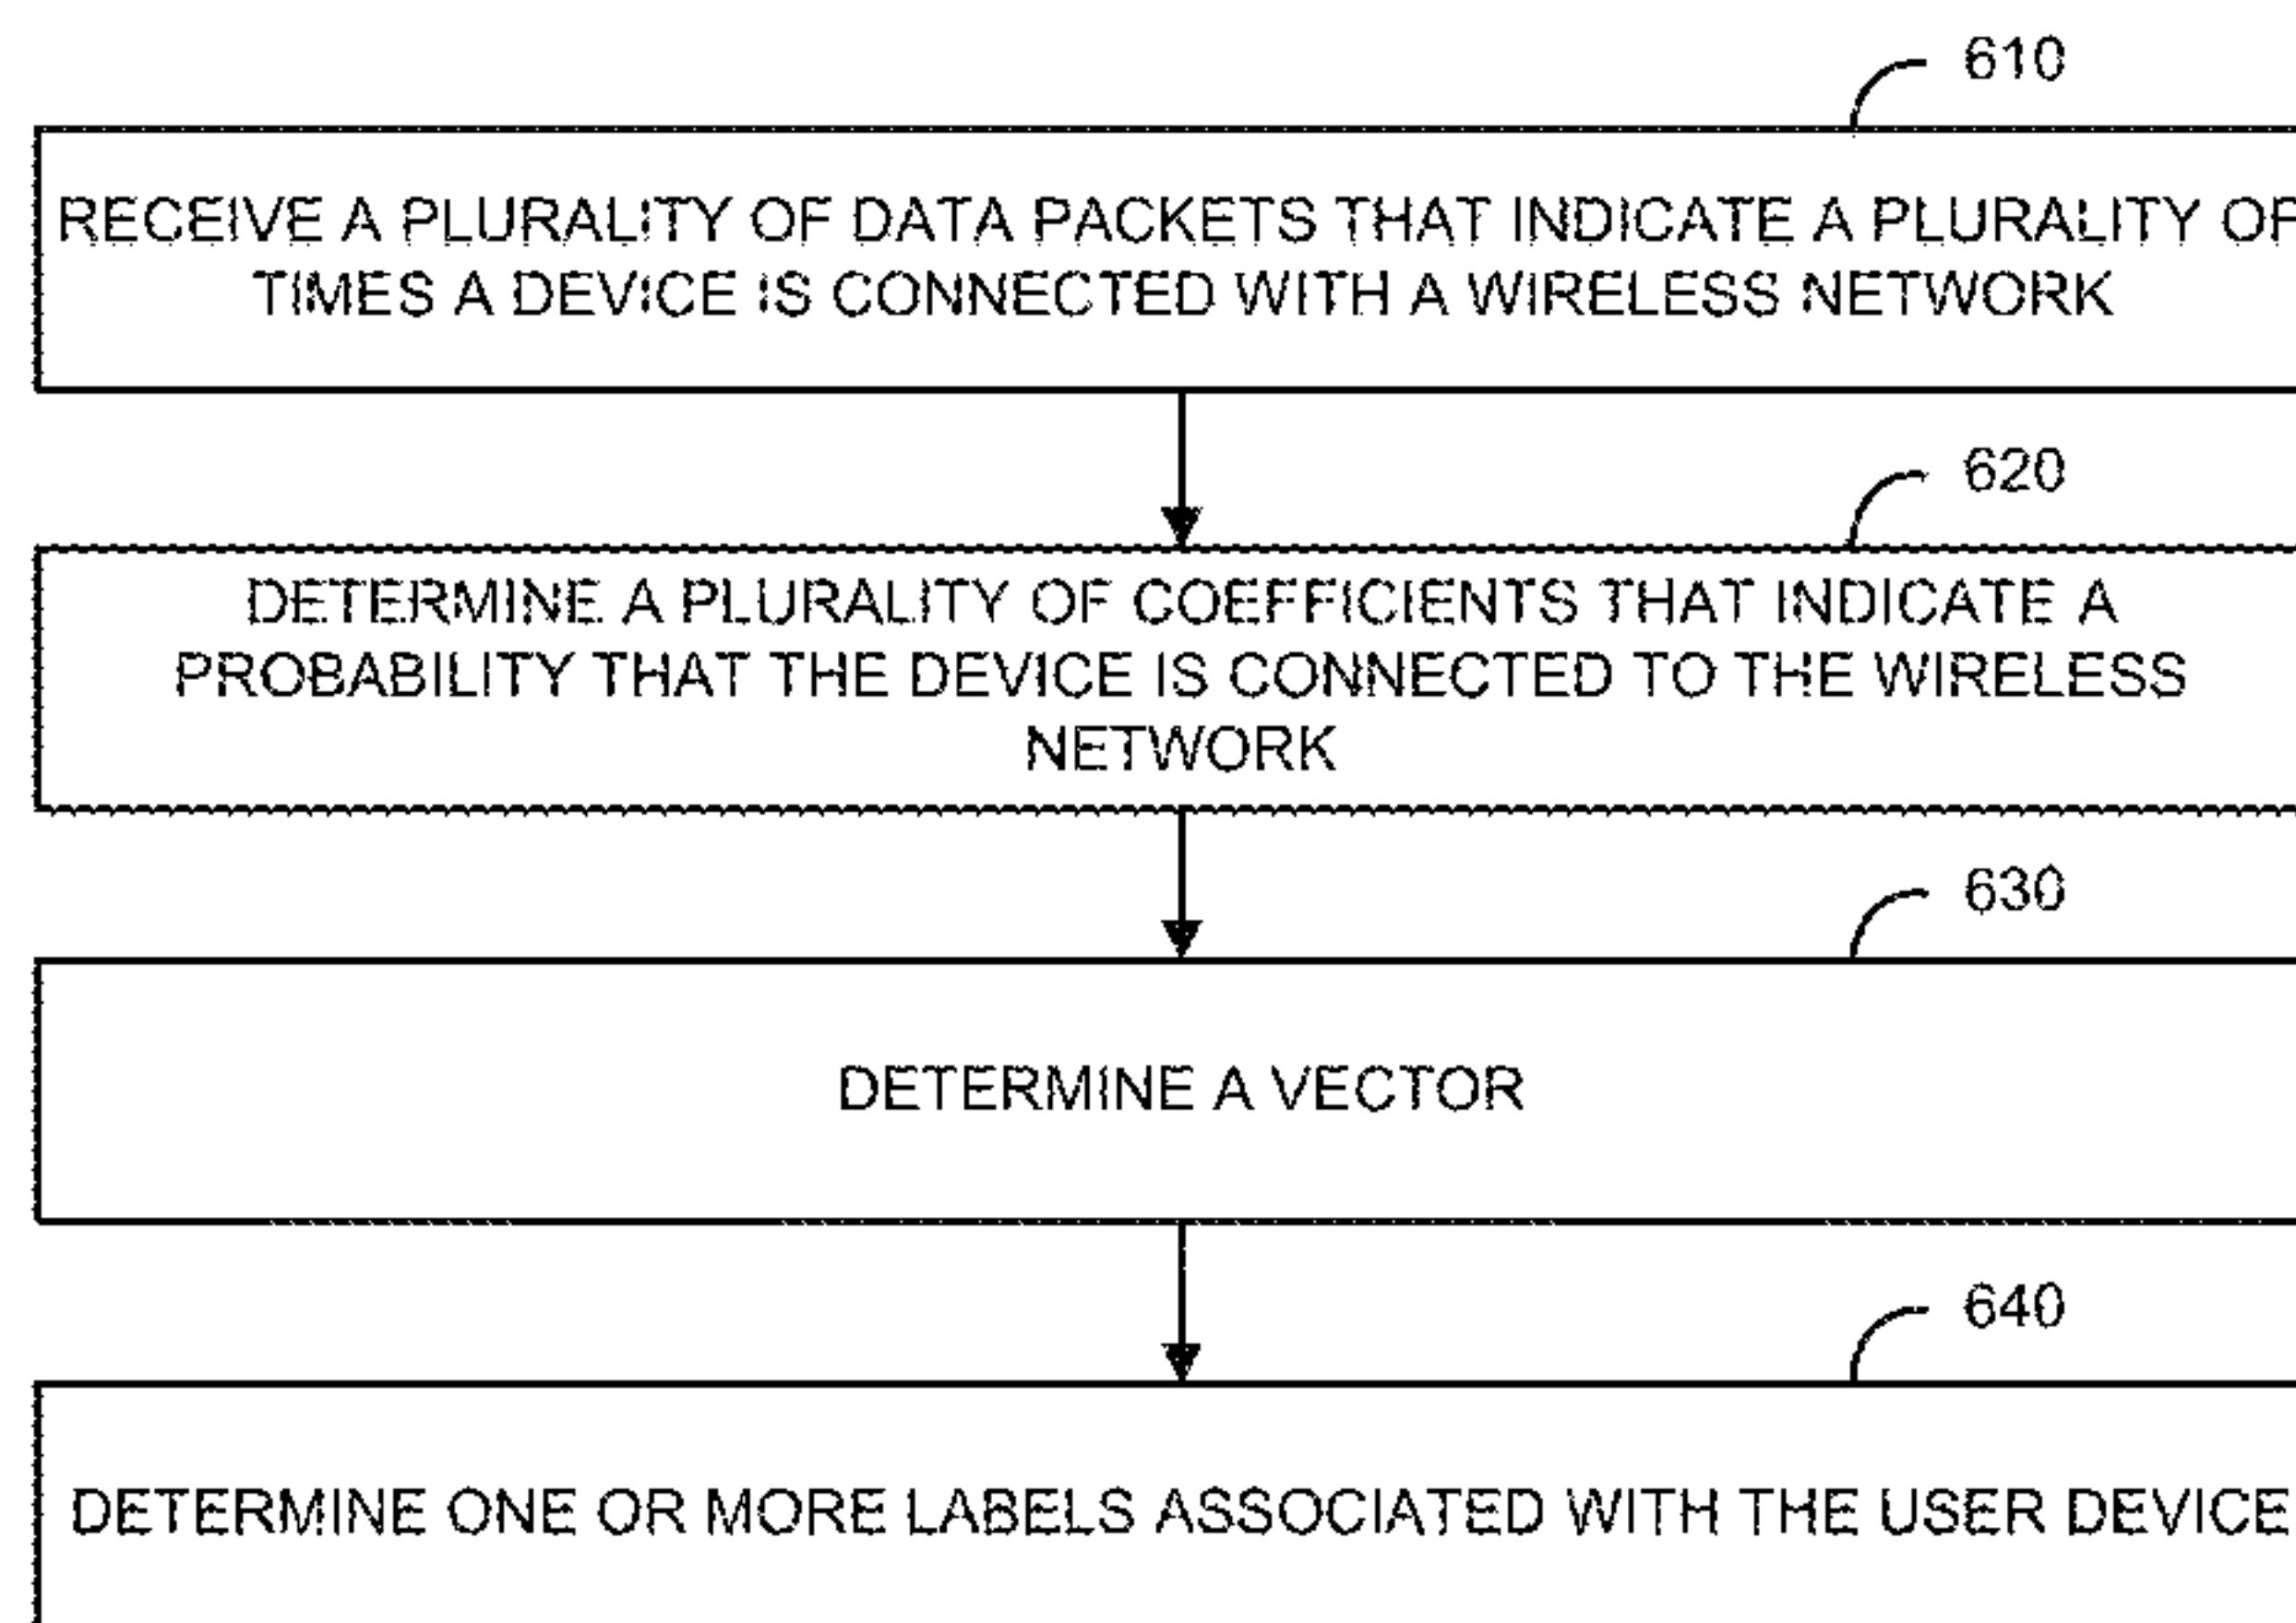 610
RECEIVE A PLURALITY OF DATA PACKETS THAT INDICATE A PLURALITY OF
TIMES A DEVICE IS CONNECTED WITH A WIRELESS NETWORK
620
DETERMINE A PLURALITY OF COEFFICIENTS THAT INDICATE A
PROBABILITY THAT THE DEVICE IS CONNECTED TO THE WIRELESS
NETWORK
630
DETERMINE A VECTOR
640
DETERMINE ONE OR MORE LABELS ASSOCIATED WITH THE USER DEVICE